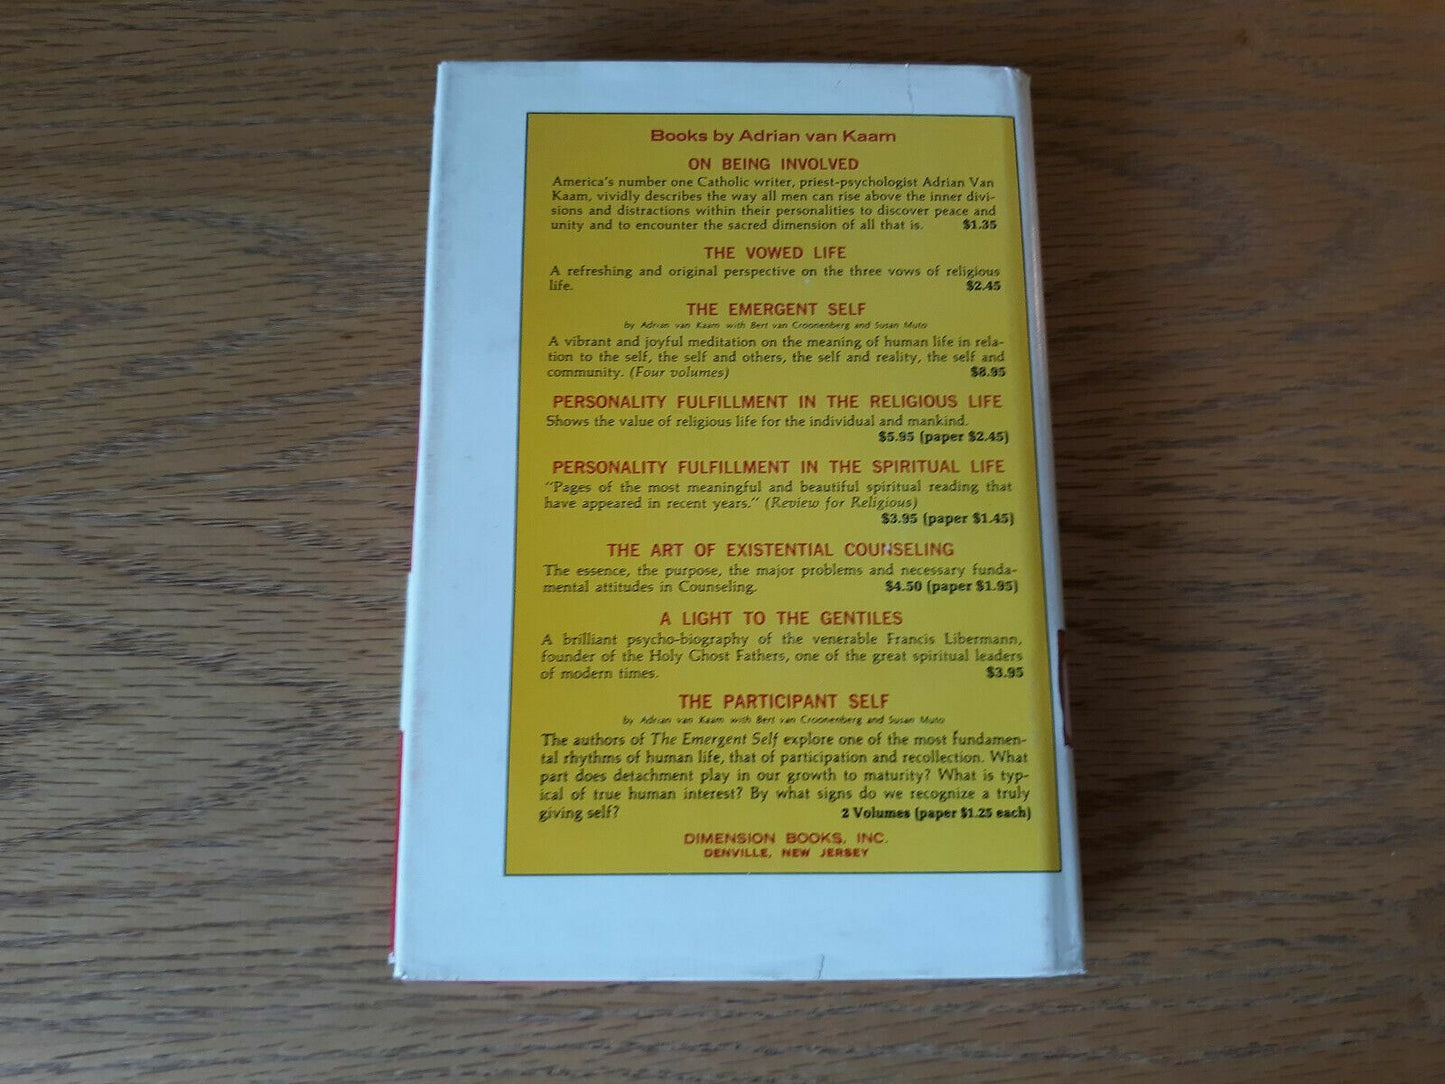 Books by Adrian van Kaam
ON BEING INVOLVED
America's number one Catholic writer, priest-psychologist Adrian Van
Kaam, vividly describes the way all men can rise above the inner divi-
sions and distractions within their personalities to discover peace and
unity and to encounter the sacred dimension of all that is. $1.35
THE VOWED LIFE
A refreshing and original perspective on the three vows of religious
life. $2.45
THE EMERGENT SELF
by Adrian van Kaam with Bert van Croonenberg and Susan Muto
A vibrant and joyful meditation on the meaning of human life in rela-
tion to the self, the self and others, the self and reality, the self and
community. (Four volumes) $8.95
PERSONALITY FULFILLMENT IN THE RELIGIOUS LIFE
Shows the value of religious life for the individual and mankind.
$5.95 (paper $2.45)
PERSONALITY FULFILLMENT IN THE SPIRITUAL LIFE
"Pages of the most meaningful and beautiful spiritual reading that
have appeared in recent years." (Review for Religious)
$3.95 (paper $1.45)
THE ART OF EXISTENTIAL COUNSELING
The essence, the purpose, the major problems and necessary funda-
mental attitudes in Counseling. $4.50 (paper $1.95)
A LIGHT TO THE GENTILES
A brilliant psycho-biography of the venerable Francis Libermann,
founder of the Holy Ghost Fathers, one of the great spiritual leaders
of modern times. $3.95
THE PARTICIPANT SELF
by Adrian van Kaam with Bert van Croonenberg and Susan Muto
The authors of The Emergent Self explore one of the most fundamen-
tal rhythms of human life, that of participation and recollection. What
part does detachment play in our growth to maturity? What is typ-
ical of true human interest? By what signs do we recognize a truly
giving self? 2 Volumes (paper $1.25 each)
DIMENSION BOOKS, INC.
DENVILLE, NEW JERSEY